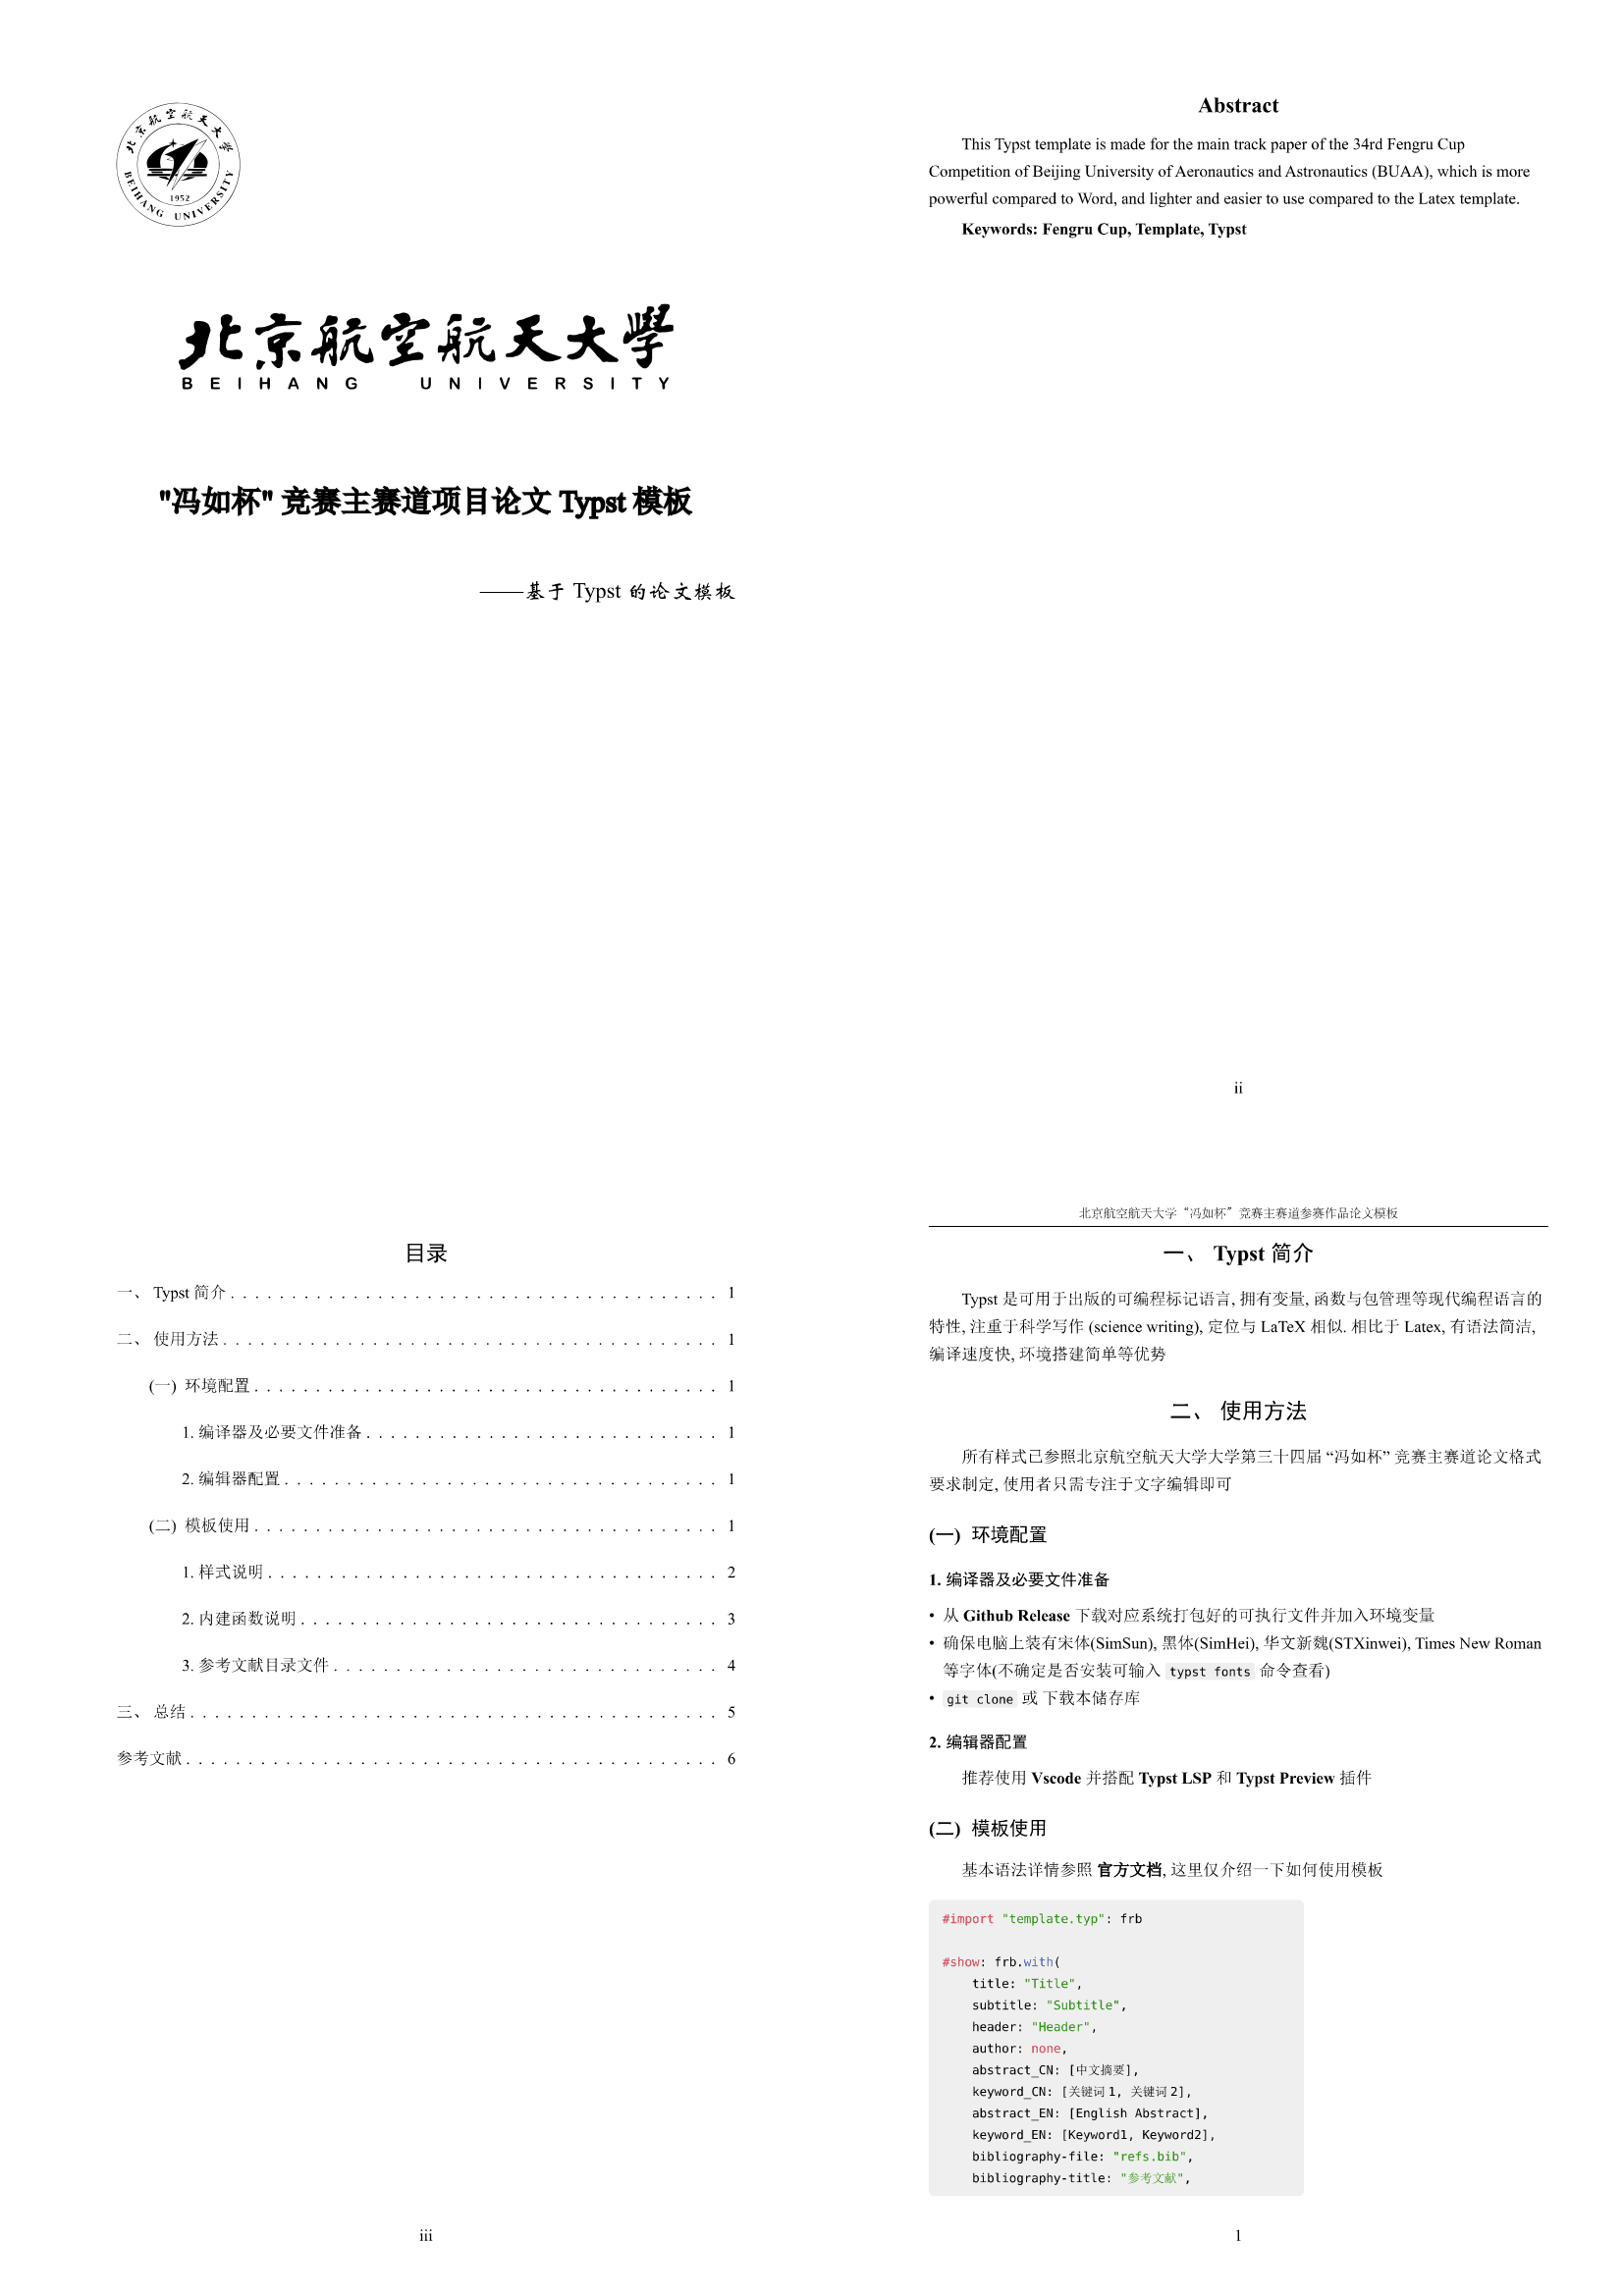 北京航空航天大学
BEIHANG UNIVERSITY
1952
北京航空航天大學
BEIHANG UNIVERSITY
"冯如杯" 竞赛主赛道项目论文 Typst 模板
——基于 Typst 的论文模板
Abstract
This Typst template is made for the main track paper of the 34rd Fengru Cup
Competition of Beijing University of Aeronautics and Astronautics (BUAA), which is more
powerful compared to Word, and lighter and easier to use compared to the Latex template.
Keywords: Fengru Cup, Template, Typst
ii
目录
一、 Typst 简介 . . . . . . . . . . . . . . . . . . . . . . . . . . . . . . . . . . . . . . . . 1
二、 使用方法 . . . . . . . . . . . . . . . . . . . . . . . . . . . . . . . . . . . . . . . . 1
(一) 环境配置 . . . . . . . . . . . . . . . . . . . . . . . . . . . . . . . . . . . . . . 1
1. 编译器及必要文件准备 . . . . . . . . . . . . . . . . . . . . . . . . . . . . . 1
2. 编辑器配置 . . . . . . . . . . . . . . . . . . . . . . . . . . . . . . . . . . . 1
(二) 模板使用 . . . . . . . . . . . . . . . . . . . . . . . . . . . . . . . . . . . . . . 1
1. 样式说明 . . . . . . . . . . . . . . . . . . . . . . . . . . . . . . . . . . . . . 2
2. 内建函数说明 . . . . . . . . . . . . . . . . . . . . . . . . . . . . . . . . . . 3
3. 参考文献目录文件 . . . . . . . . . . . . . . . . . . . . . . . . . . . . . . . 4
三、 总结 . . . . . . . . . . . . . . . . . . . . . . . . . . . . . . . . . . . . . . . . . . . 5
参考文献 . . . . . . . . . . . . . . . . . . . . . . . . . . . . . . . . . . . . . . . . . . . 6
iii
北京航空航天大学“冯如杯”竞赛主赛道参赛作品论文模板
一、 Typst 简介
Typst 是可用于出版的可编程标记语言, 拥有变量, 函数与包管理等现代编程语言的
特性, 注重于科学写作 (science writing), 定位与 LaTeX 相似. 相比于 Latex, 有语法简洁,
编译速度快, 环境搭建简单等优势
二、 使用方法
所有样式已参照北京航空航天大学大学第三十四届 “冯如杯” 竞赛主赛道论文格式
要求制定, 使用者只需专注于文字编辑即可
(一) 环境配置
1. 编译器及必要文件准备
• 从 Github Release 下载对应系统打包好的可执行文件并加入环境变量
• 确保电脑上装有宋体(SimSun), 黑体(SimHei), 华文新魏(STXinwei), Times New Roman
等字体(不确定是否安装可输入 typst fonts 命令查看)
• git clone 或 下载本储存库
2. 编辑器配置
推荐使用 Vscode 并搭配 Typst LSP 和 Typst Preview 插件
(二) 模板使用
基本语法详情参照 官方文档, 这里仅介绍一下如何使用模板
#import "template.typ": frb
#show: frb.with(
title: "Title",
subtitle: "Subtitle",
header: "Header",
author: none,
abstract_CN: [中文摘要],
keyword_CN: [关键词1, 关键词2],
abstract_EN: [English Abstract],
keyword_EN: [Keyword1, Keyword2],
bibliography-file: "refs.bib",
bibliography-title: "参考文献",
1